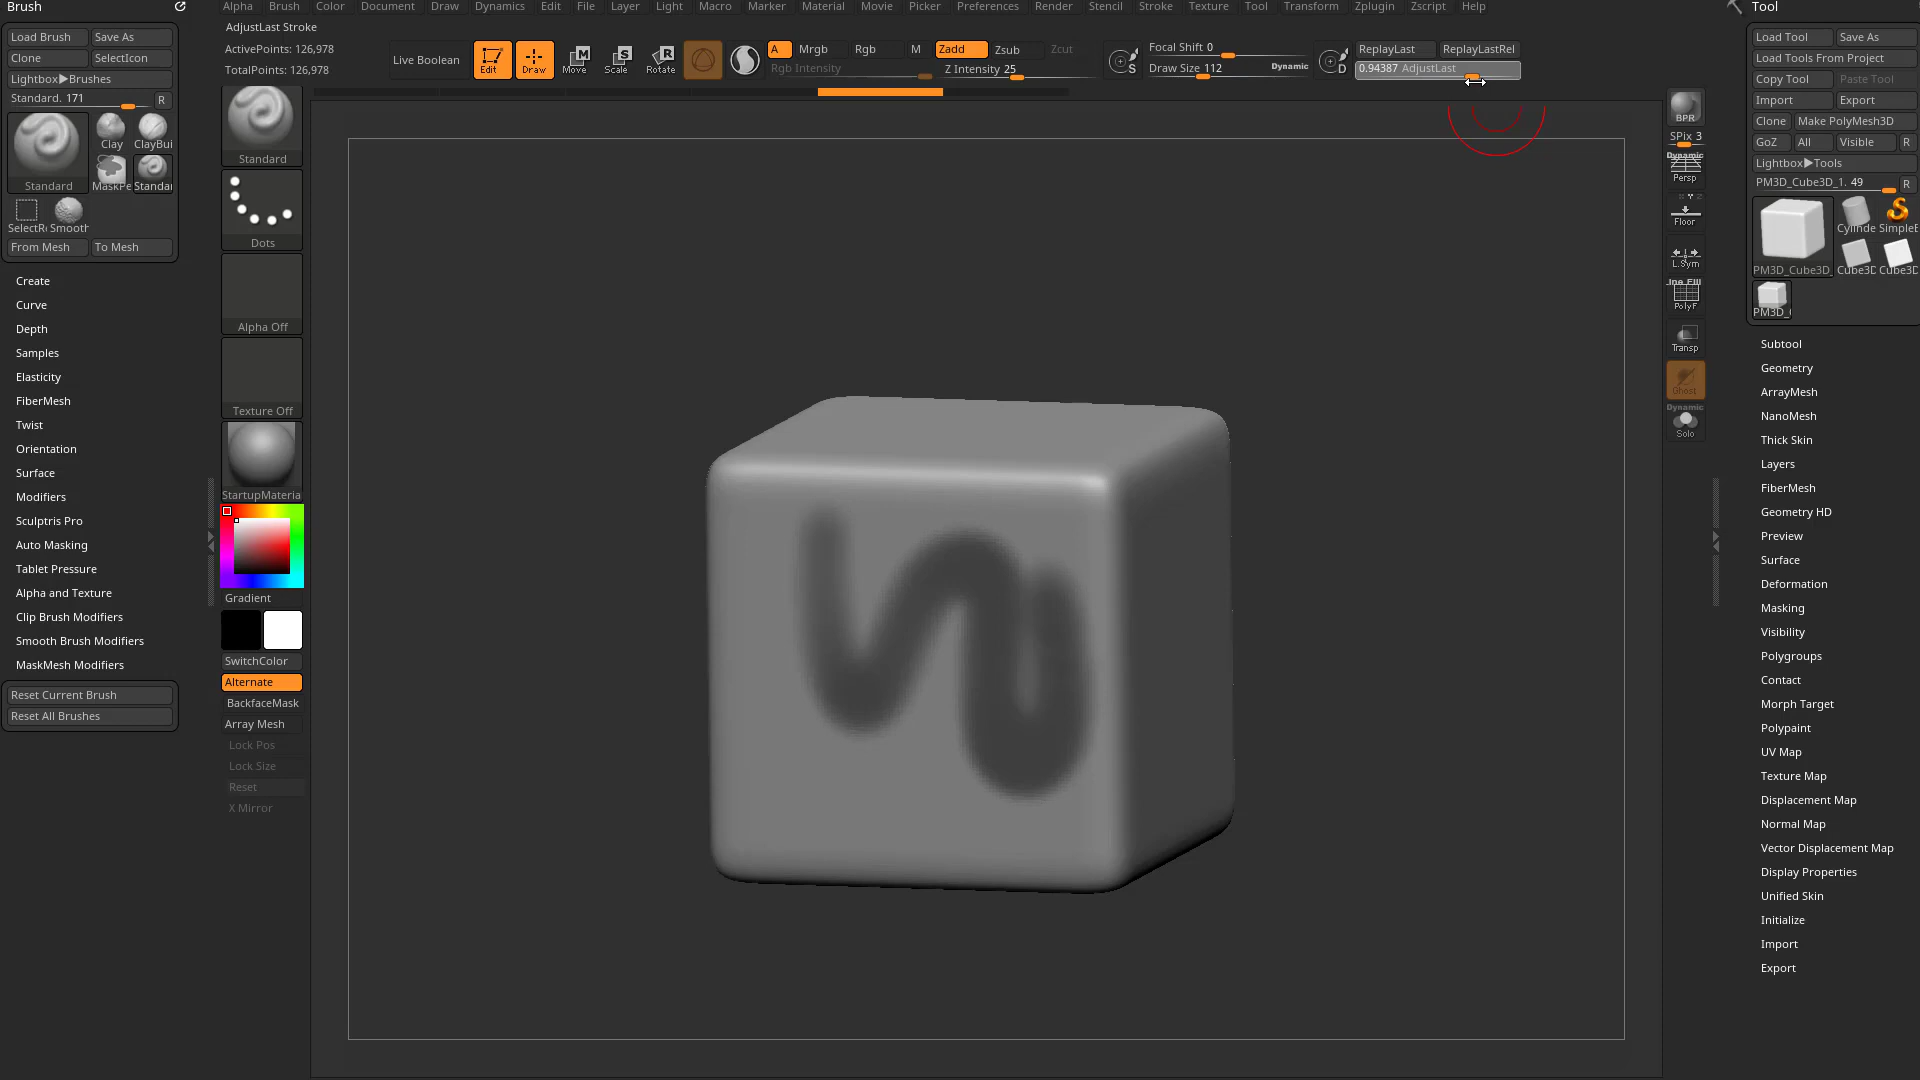 Brush
Alpha Brush Color Document Draw Dynamics Edit File Layer Light Macro Marker Material Movie Picker Preferences Render Stencil Stroke Texture Tool Transform Zplugin Zscript Help
Tool
AdjustLast Stroke
Load Brush Save As
Clone SelectIcon
Lightbox▶Brushes
Standard. 171 R
Standard
Clay
ClayBui
MaskPe
Standar
SelectR
Smooth
From Mesh To Mesh
Create
Curve
Depth
Samples
Elasticity
FiberMesh
Twist
Orientation
Surface
Modifiers
Sculptris Pro
Auto Masking
Tablet Pressure
Alpha and Texture
Clip Brush Modifiers
Smooth Brush Modifiers
MaskMesh Modifiers
Reset Current Brush
Reset All Brushes
ActivePoints: 126,978
TotalPoints: 126,978
Live Boolean
Edit
Draw
Move
Scale
Rotate
A Mrgb Rgb M Zadd Zsub Zcut
Rgb Intensity Z Intensity 25
S
Focal Shift 0
Draw Size 112 Dynamic
D
ReplayLast ReplayLastRel
0.94387 AdjustLast
Standard
Dots
Alpha Off
Texture Off
StartupMateria
Gradient
SwitchColor
Alternate
BackfaceMask
Array Mesh
Lock Pos
Lock Size
Reset
X Mirror
BPR
SPix 3
Dynamic
Persp
Floor
L.Sym
Line Fill
PolyF
Transp
Ghost
Dynamic
Solo
Load Tool Save As
Load Tools From Project
Copy Tool Paste Tool
Import Export
Clone Make PolyMesh3D
GoZ All Visible R
Lightbox▶Tools
PM3D_Cube3D_1. 49 R
PM3D_Cube3D_
Cylinde
SimpleB
Cube3D
Cube3D
PM3D_
Subtool
Geometry
ArrayMesh
NanoMesh
Thick Skin
Layers
FiberMesh
Geometry HD
Preview
Surface
Deformation
Masking
Visibility
Polygroups
Contact
Morph Target
Polypaint
UV Map
Texture Map
Displacement Map
Normal Map
Vector Displacement Map
Display Properties
Unified Skin
Initialize
Import
Export